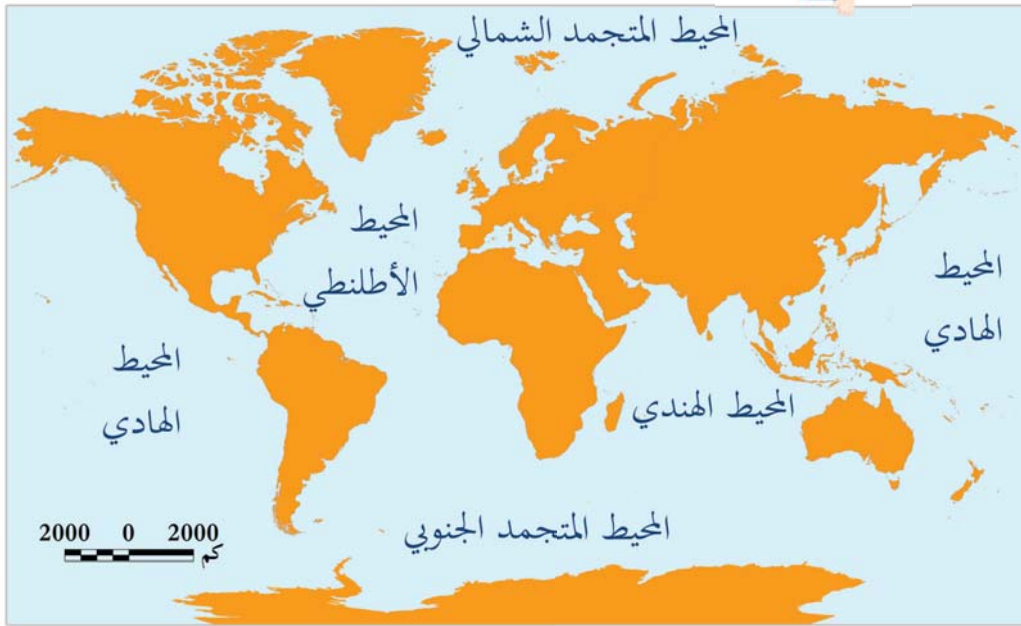 المحيط المتجمد الشمالي
المحيط
الأطلنطي
المحيط
الهادي
المحيط
الهادي
المحيط الهندي
المحيط المتجمد الجنوبي
2000 0 2000
كم